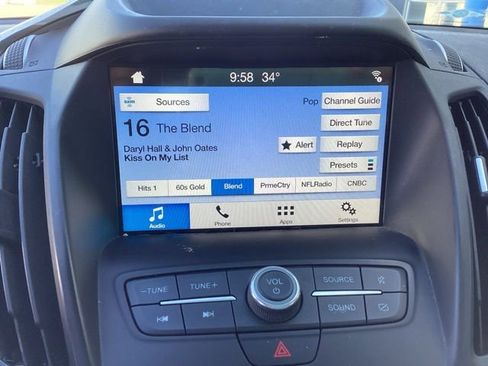 9:58 34°
SXM Sources Pop Channel Guide
16 The Blend Direct Tune
Daryl Hall & John Oates Alert Replay
Kiss On My List Presets
Hits 1 60s Gold Blend PrmeCtry NFLRadio CNBC
Audio Phone Apps Settings
−TUNE TUNE+ VOL SOURCE
SOUND